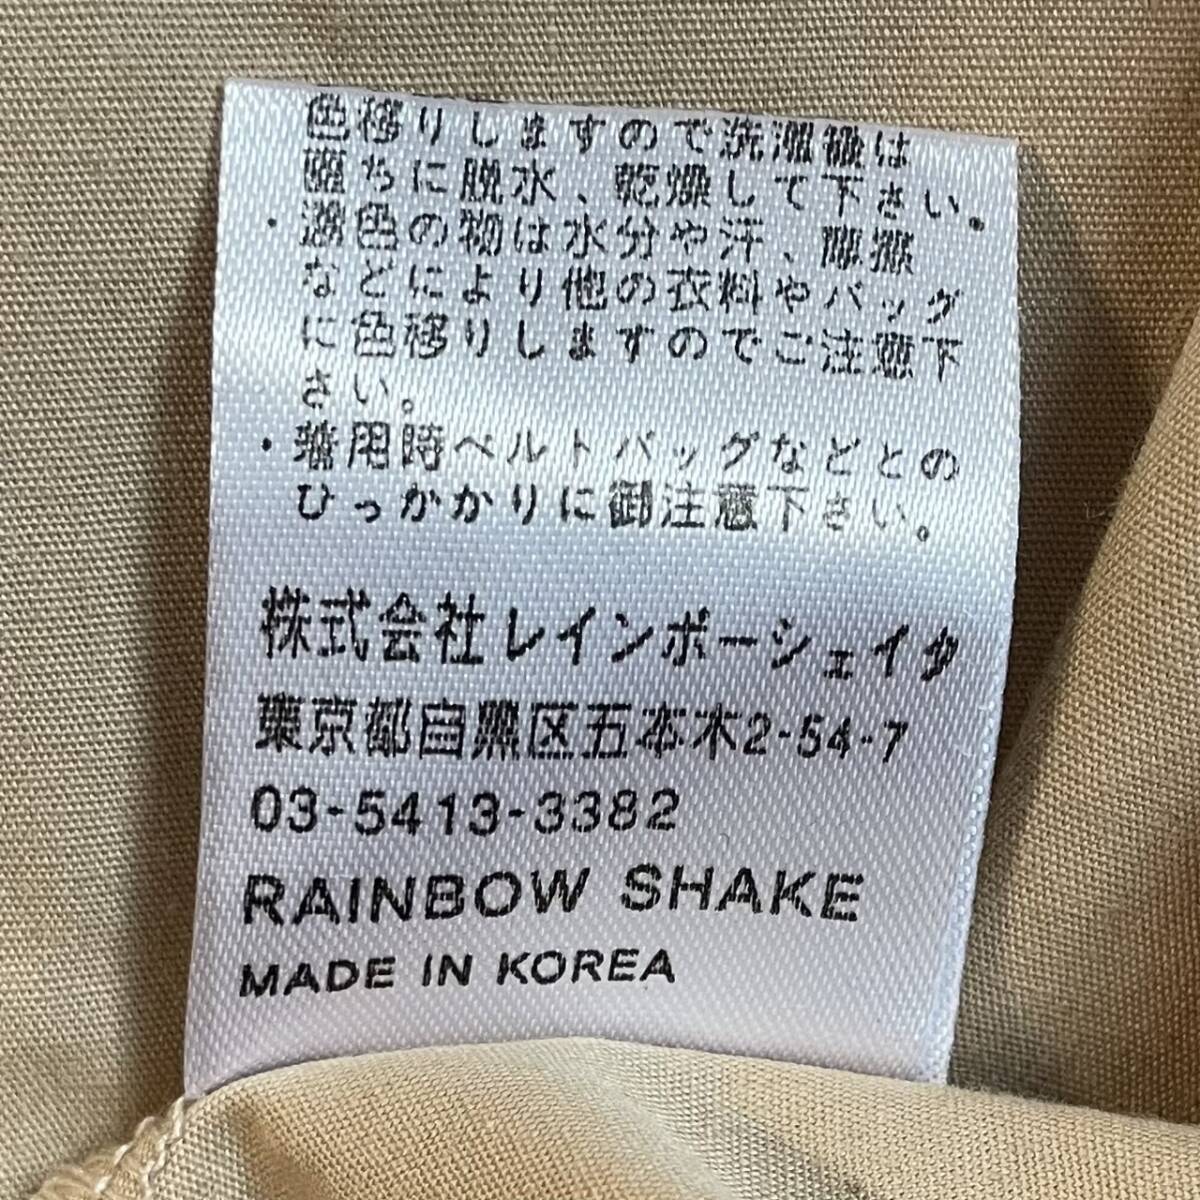 色移りしますので洗濯後は
直ちに脱水、乾燥して下さい。
・濃色の物は水分や汗、摩擦
などにより他の衣料やバッグ
に色移りしますのでご注意下
さい。
・着用時ベルトバッグなどとの
ひっかかりに御注意下さい。
株式会社レインボーシェイク
東京都目黒区五本木2-54-7
03-5413-3382
RAINBOW SHAKE
MADE IN KOREA